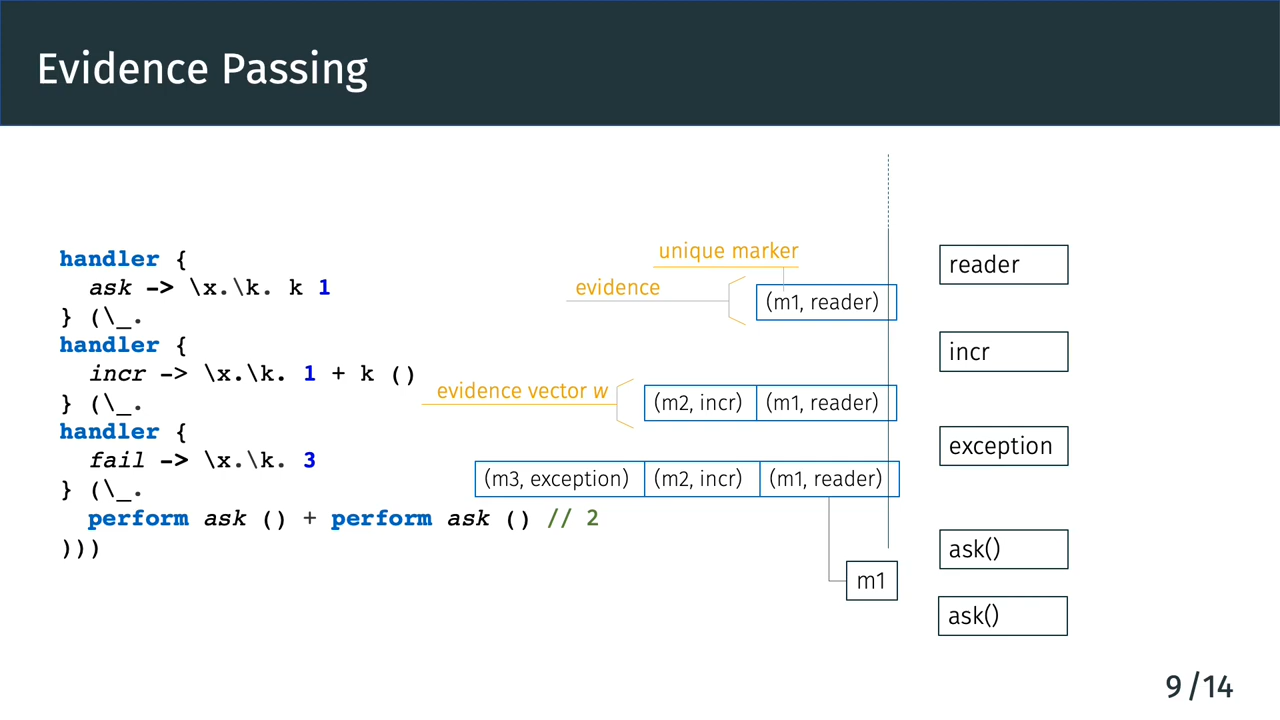 Evidence Passing
handler {
  ask -> \x.\k. k 1
} (\_.
handler {
  incr -> \x.\k. 1 + k ()
} (\_.
handler {
  fail -> \x.\k. 3
} (\_.
  perform ask () + perform ask () // 2
)))
unique marker
evidence
(m1, reader)
evidence vector w
(m2, incr) (m1, reader)
(m3, exception) (m2, incr) (m1, reader)
m1
reader
incr
exception
ask()
ask()
9/14